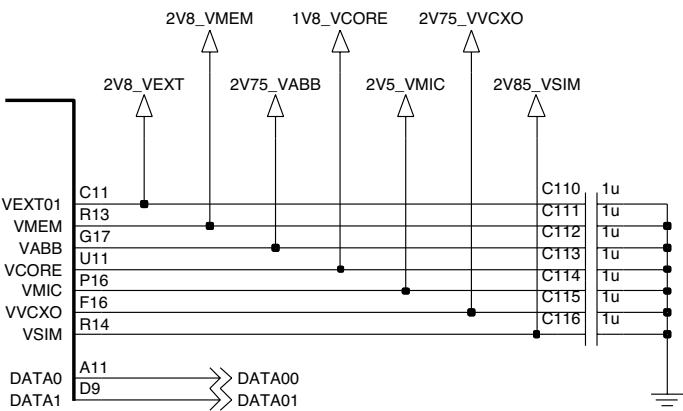 2V8_VMEM 1V8_VCORE 2V75_VVCXO
2V8_VEXT 2V75_VABB 2V5_VMIC 2V85_VSIM
C11 C110 1u
VEXT01
R13 C111 1u
VMEM
G17 C112 1u
VABB
U11 C113 1u
VCORE
P16 C114 1u
VMIC
F16 C115 1u
VVCXO
R14 C116 1u
VSIM
A11
DATA0 DATA00
D9
DATA1 DATA01